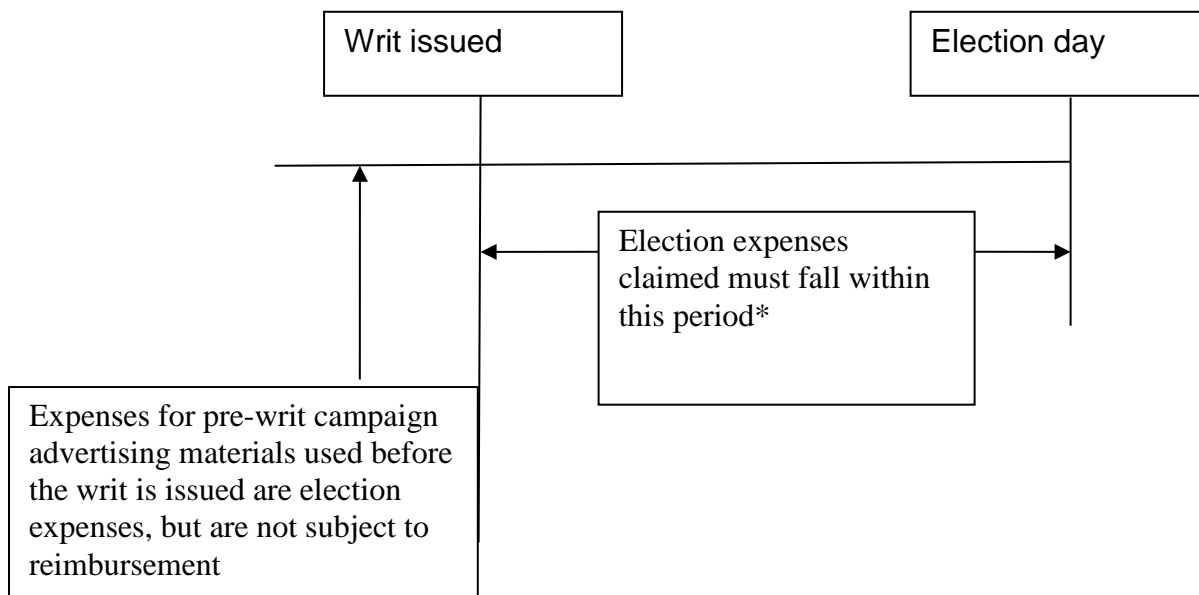 Writ issued
Election day
Election expenses
claimed must fall within
this period*
Expenses for pre-writ campaign
advertising materials used before
the writ is issued are election
expenses, but are not subject to
reimbursement